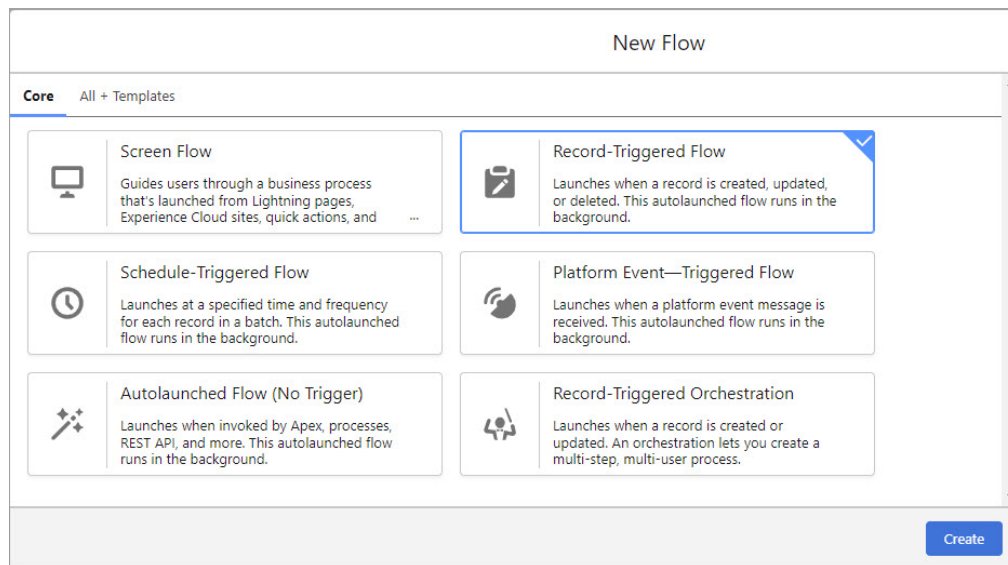 New Flow
Core
All + Templates
Screen Flow
Guides users through a business process
that's launched from Lightning pages,
Experience Cloud sites, quick actions, and ...
Record-Triggered Flow
Launches when a record is created, updated,
or deleted. This autolaunched flow runs in the
background.
Schedule-Triggered Flow
Launches at a specified time and frequency
for each record in a batch. This autolaunched
flow runs in the background.
Platform Event—Triggered Flow
Launches when a platform event message is
received. This autolaunched flow runs in the
background.
Autolaunched Flow (No Trigger)
Launches when invoked by Apex, processes,
REST API, and more. This autolaunched flow
runs in the background.
Record-Triggered Orchestration
Launches when a record is created or
updated. An orchestration lets you create a
multi-step, multi-user process.
Create